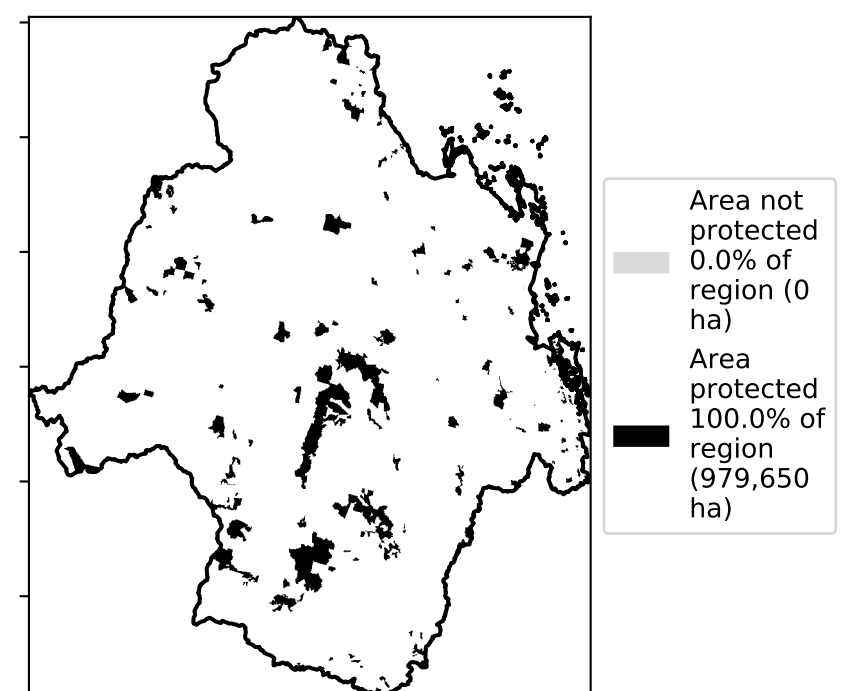 Area not
protected
0.0% of
region (0
ha)
Area
protected
100.0% of
region
(979,650
ha)